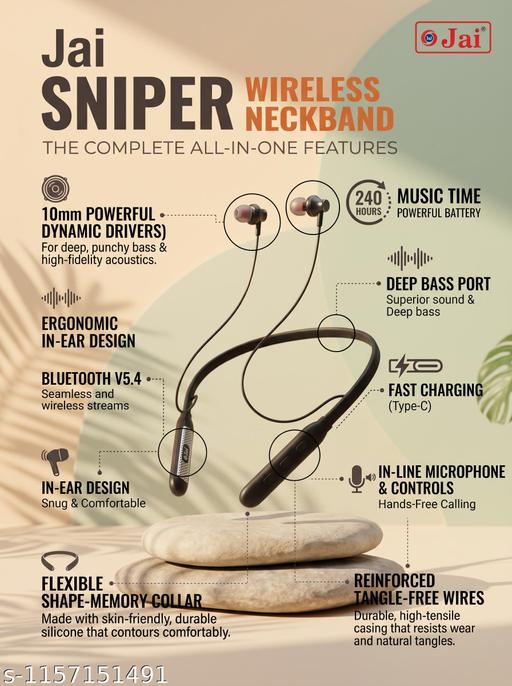 Jai
Jai®
SNIPER
WIRELESS
NECKBAND
THE COMPLETE ALL-IN-ONE FEATURES
10mm POWERFUL
DYNAMIC DRIVERS)
For deep, punchy bass &
high-fidelity acoustics.
240
HOURS
MUSIC TIME
POWERFUL BATTERY
DEEP BASS PORT
Superior sound &
Deep bass
ERGONOMIC
IN-EAR DESIGN
BLUETOOTH V5.4
Seamless and
wireless streams
FAST CHARGING
(Type-C)
IN-EAR DESIGN
Snug & Comfortable
IN-LINE MICROPHONE
& CONTROLS
Hands-Free Calling
FLEXIBLE
SHAPE-MEMORY COLLAR
Made with skin-friendly, durable
silicone that contours comfortably.
REINFORCED
TANGLE-FREE WIRES
Durable, high-tensile
casing that resists wear
and natural tangles.
s-1157151491